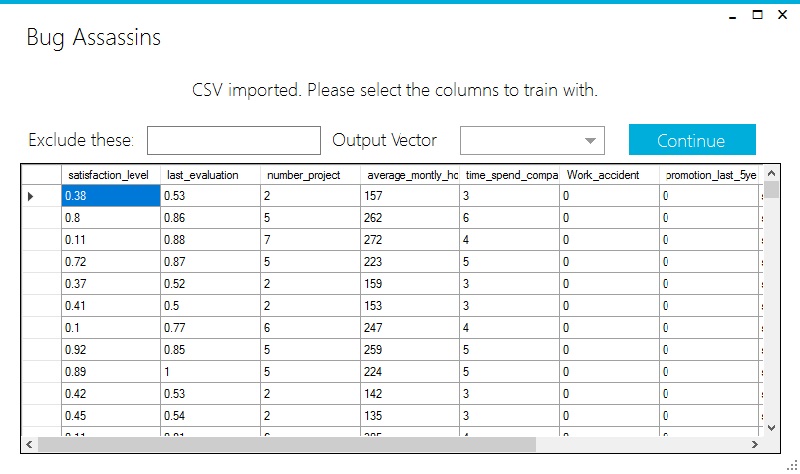 Bug Assassins
CSV imported. Please select the columns to train with.
Exclude these: Output Vector Continue
satisfaction_level last_evaluation number_project average_montly_ho time_spend_compa Work_accident promotion_last_5ye
0.38 0.53 2 157 3 0 0
0.8 0.86 5 262 6 0 0
0.11 0.88 7 272 4 0 0
0.72 0.87 5 223 5 0 0
0.37 0.52 2 159 3 0 0
0.41 0.5 2 153 3 0 0
0.1 0.77 6 247 4 0 0
0.92 0.85 5 259 5 0 0
0.89 1 5 224 5 0 0
0.42 0.53 2 142 3 0 0
0.45 0.54 2 135 3 0 0